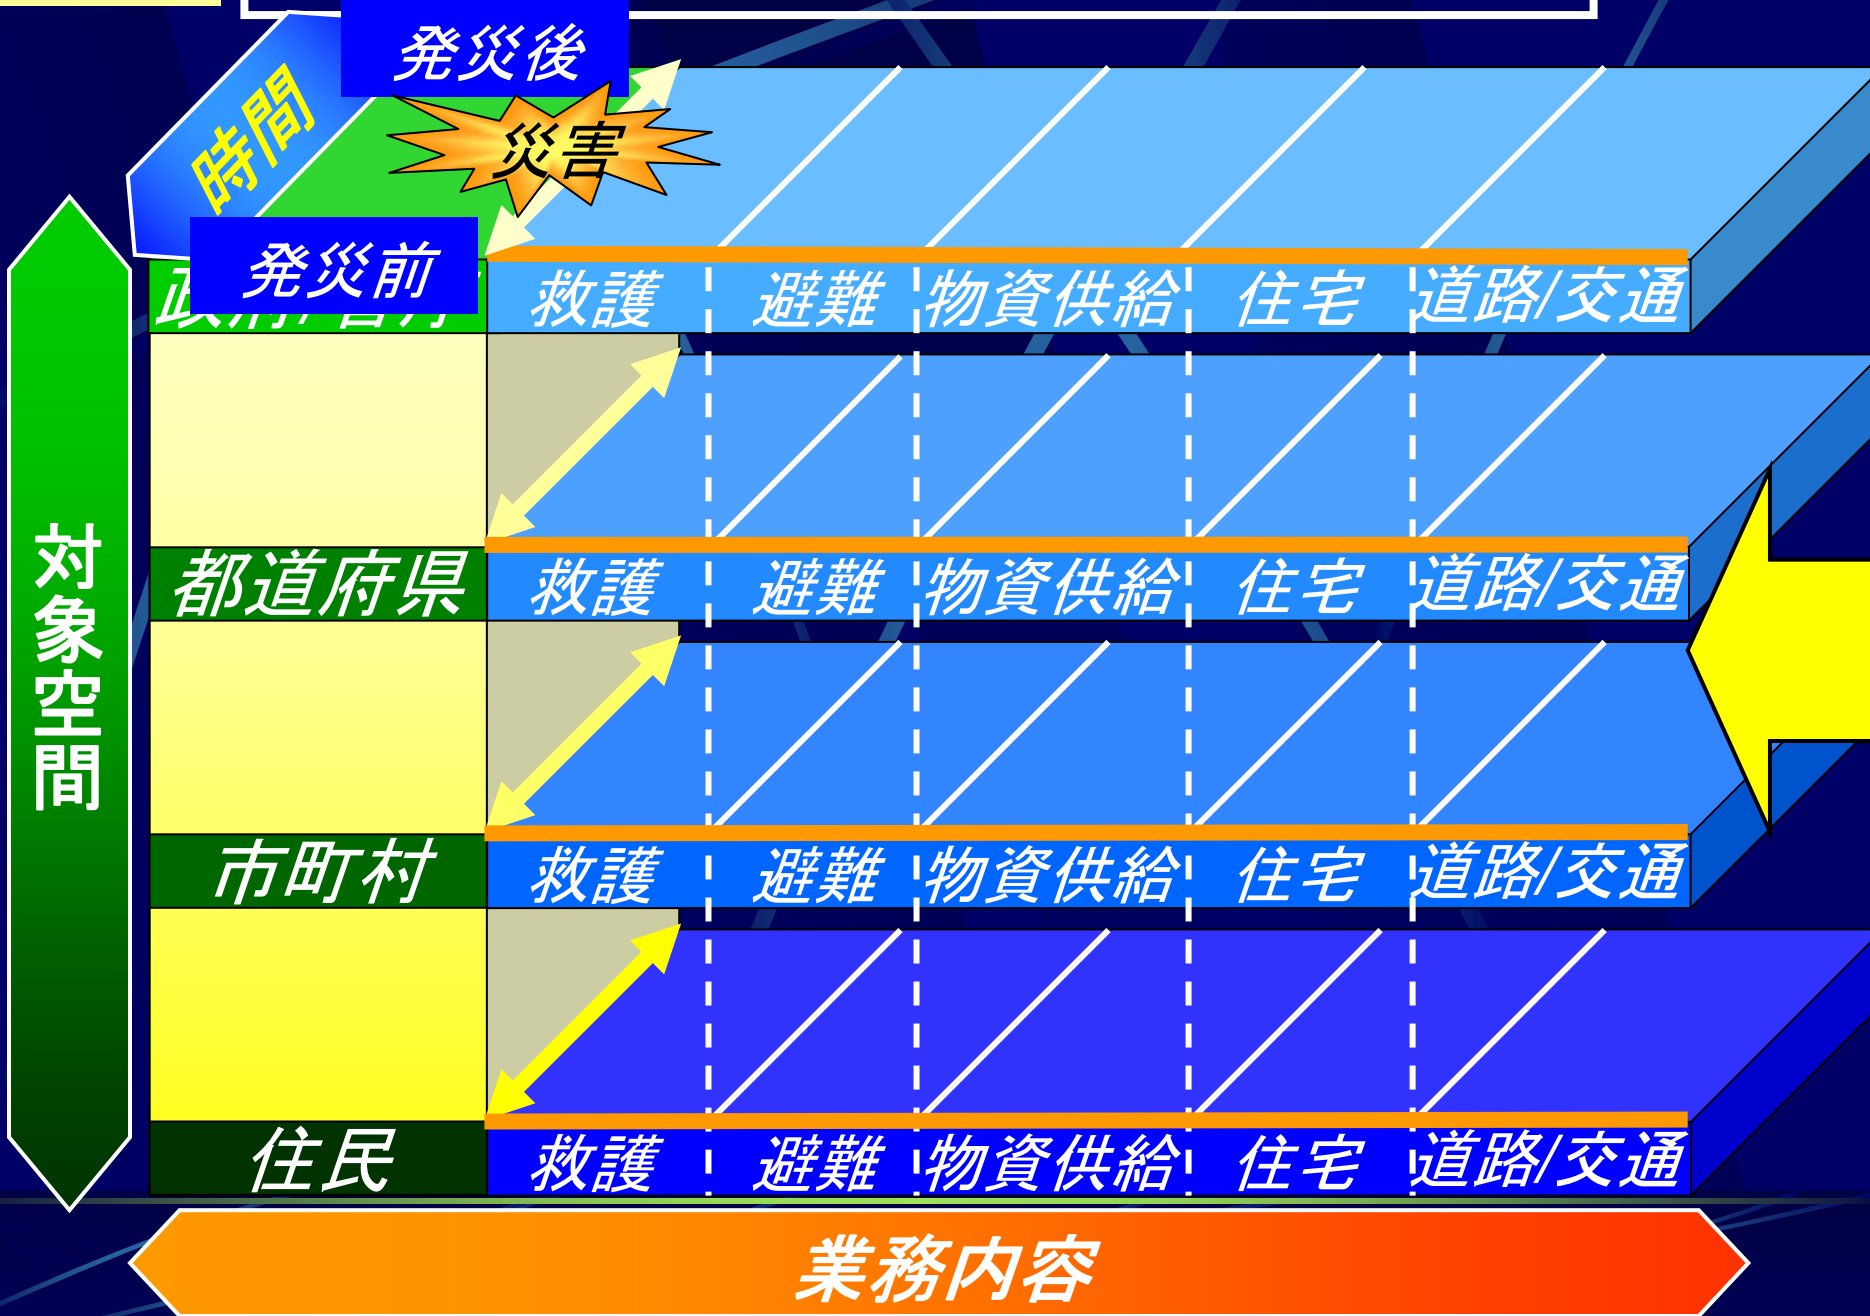 発災後
時間
災害
発災前
救護 避難 物資供給 住宅 道路/交通
都道府県 救護 避難 物資供給 住宅 道路/交通
対象空間
市町村 救護 避難 物資供給 住宅 道路/交通
住民 救護 避難 物資供給 住宅 道路/交通
業務内容